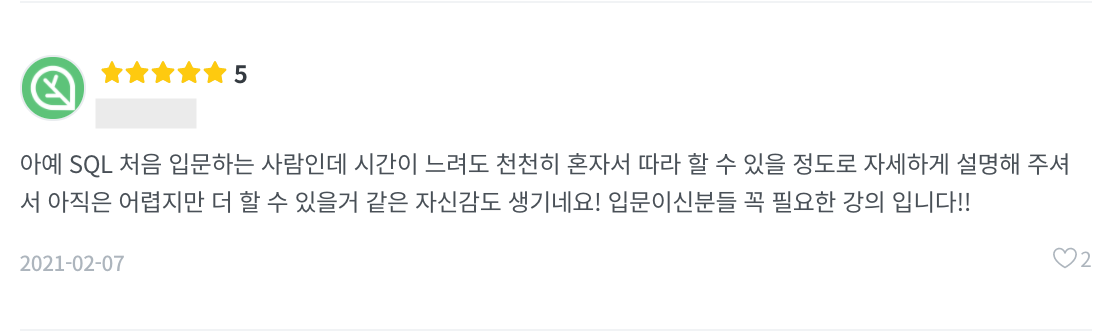 5
아예 SQL 처음 입문하는 사람인데 시간이 느려도 천천히 혼자서 따라 할 수 있을 정도로 자세하게 설명해 주셔
서 아직은 어렵지만 더 할 수 있을거 같은 자신감도 생기네요! 입문이신분들 꼭 필요한 강의 입니다!!
2021-02-07
2